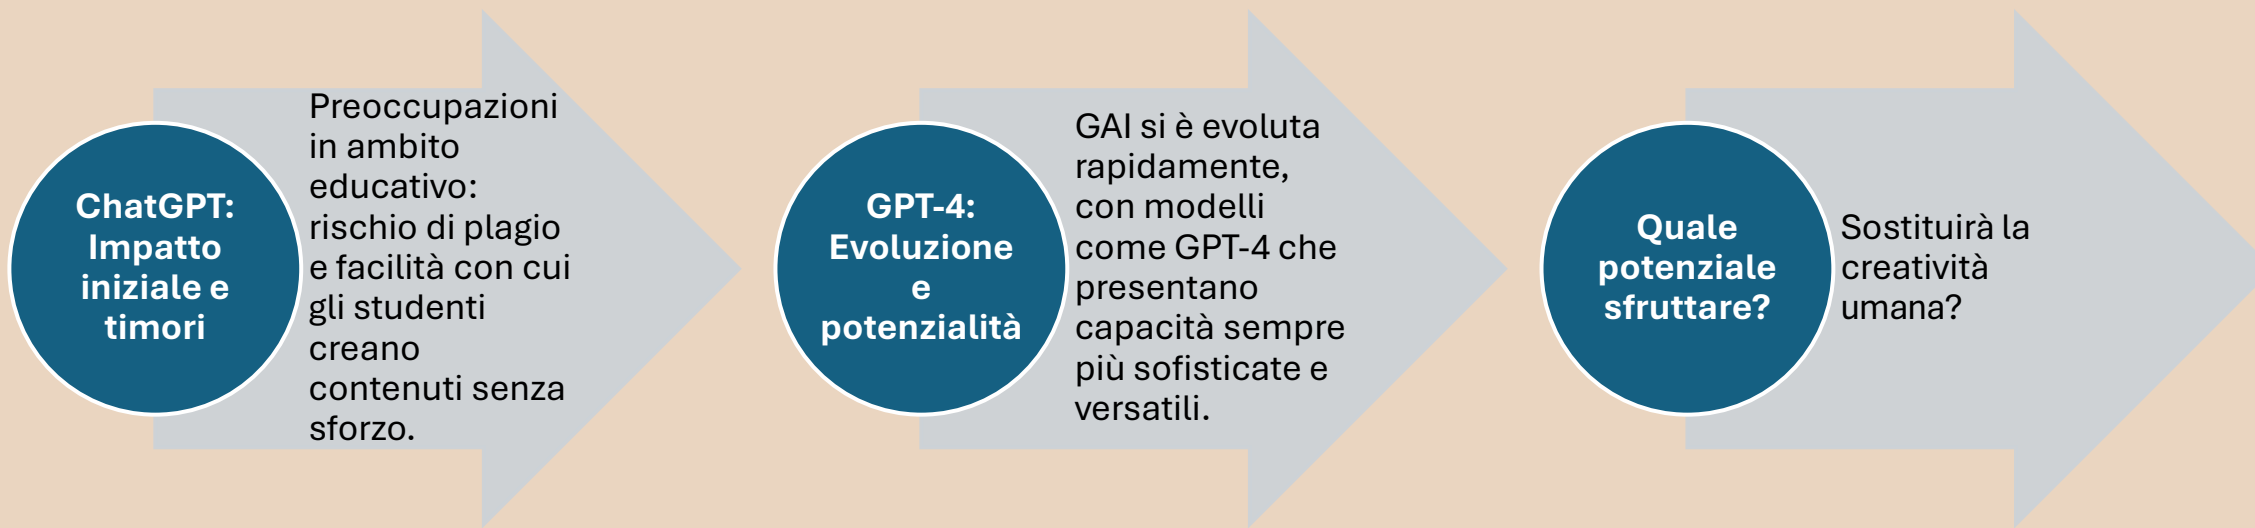 ChatGPT:
Impatto
iniziale e
timori
Preoccupazioni
in ambito
educativo:
rischio di plagio
e facilità con cui
gli studenti
creano
contenuti senza
sforzo.
GPT-4:
Evoluzione
e
potenzialità
GAI si è evoluta
rapidamente,
con modelli
come GPT-4 che
presentano
capacità sempre
più sofisticate e
versatili.
Quale
potenziale
sfruttare?
Sostituirà la
creatività
umana?